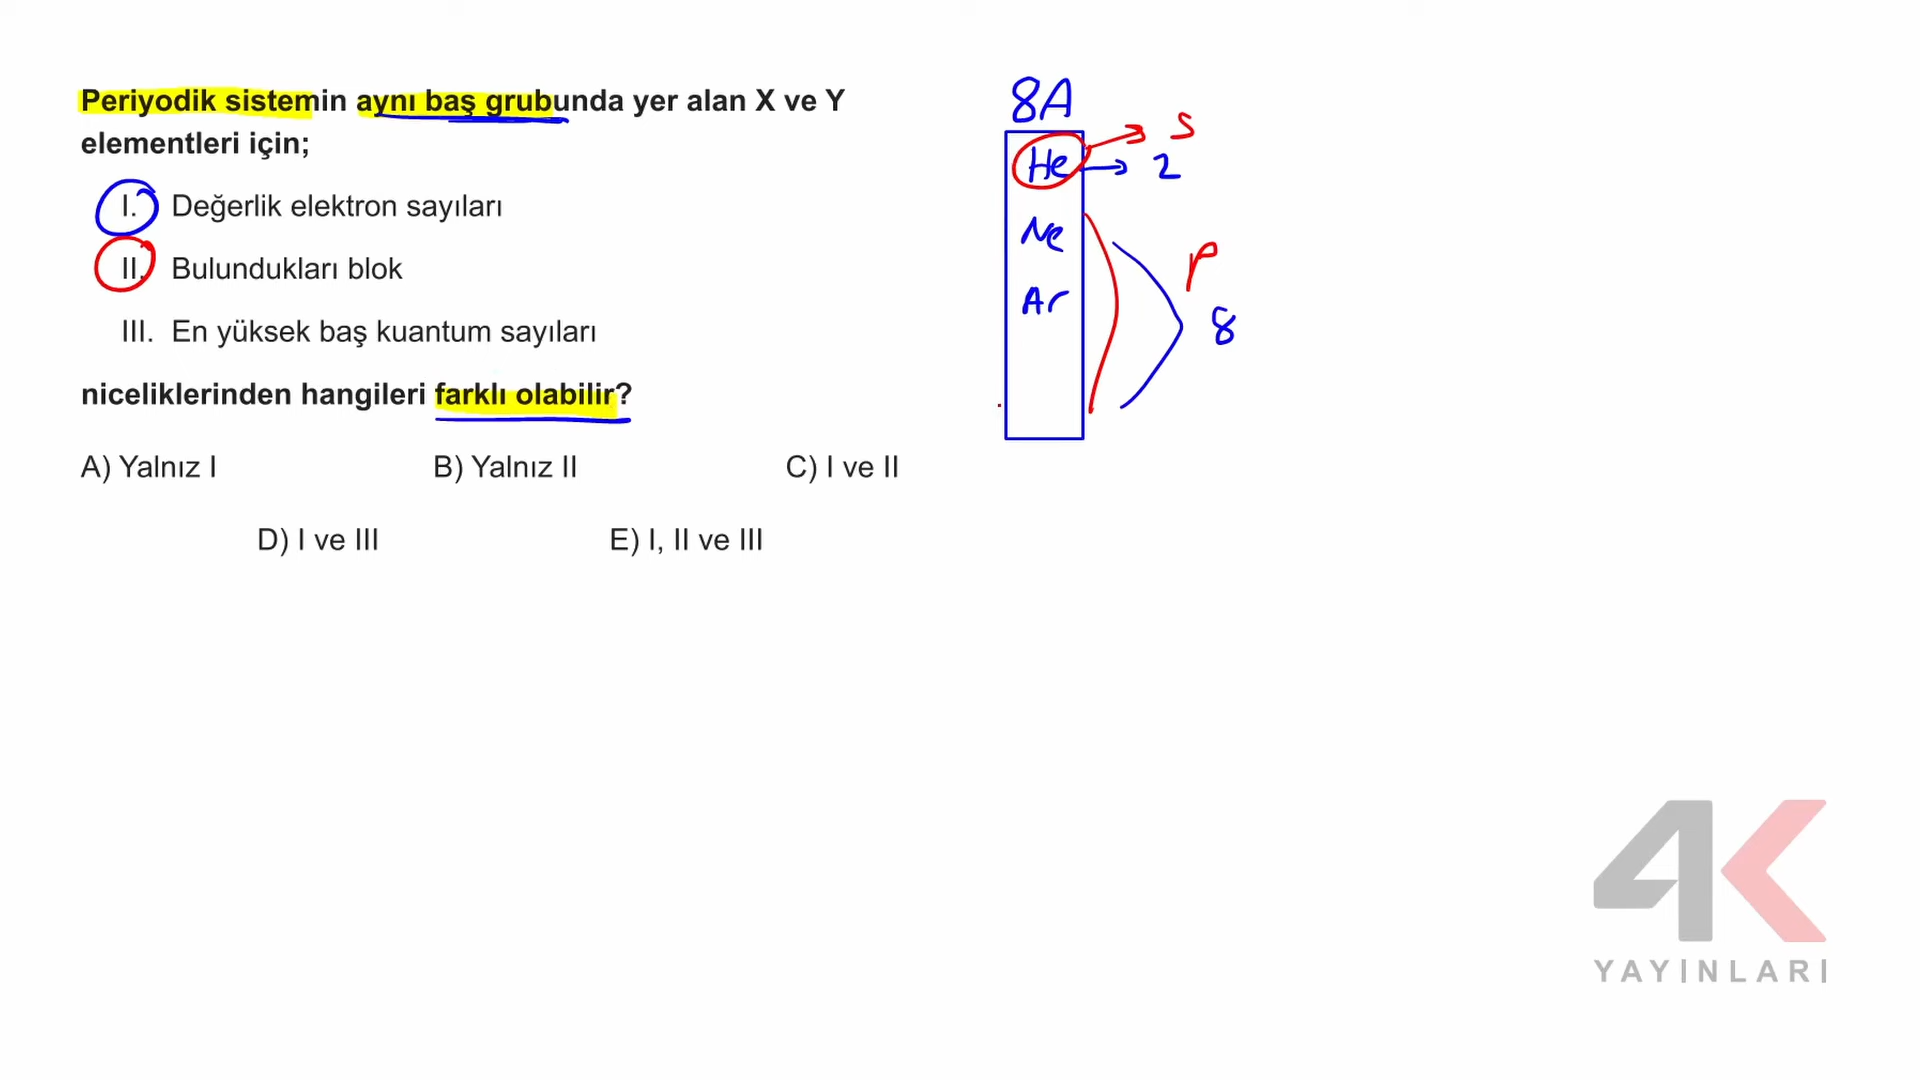 Periyodik sistemin aynı baş grubunda yer alan X ve Y
elementleri için;
I. Değerlik elektron sayıları
II. Bulundukları blok
III. En yüksek baş kuantum sayıları
niceliklerinden hangileri farklı olabilir?
A) Yalnız I B) Yalnız II C) I ve II
D) I ve III E) I, II ve III
8A
He s
2
Ne
Ar
p
8
4K
YAYINLARI